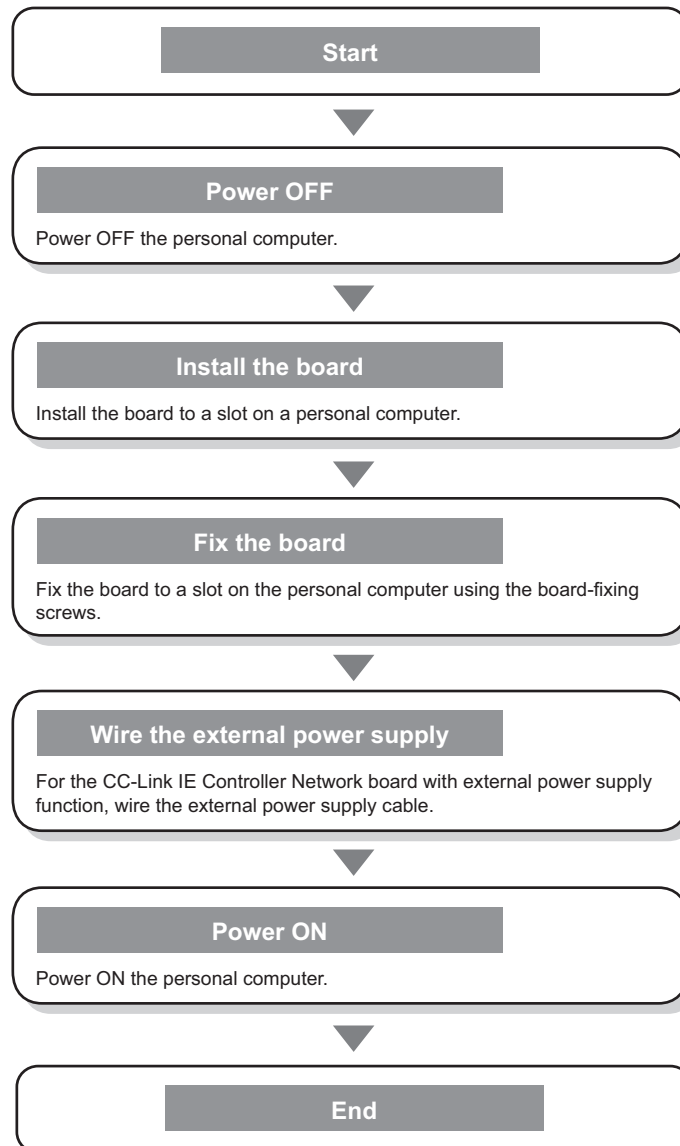 Start
Power OFF
Power OFF the personal computer.
Install the board
Install the board to a slot on a personal computer.
Fix the board
Fix the board to a slot on the personal computer using the board-fixing
screws.
Wire the external power supply
For the CC-Link IE Controller Network board with external power supply
function, wire the external power supply cable.
Power ON
Power ON the personal computer.
End